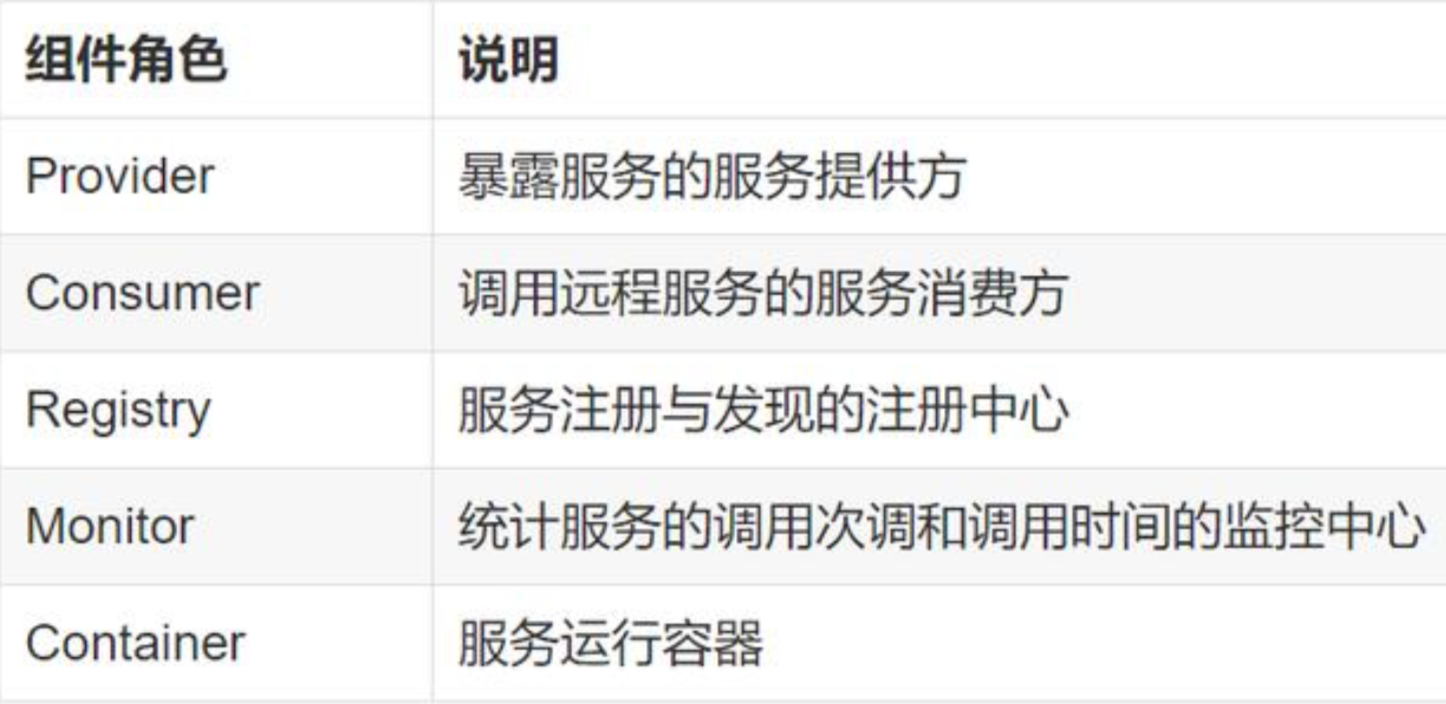 组件角色 说明
Provider 暴露服务的服务提供方
Consumer 调用远程服务的服务消费方
Registry 服务注册与发现的注册中心
Monitor 统计服务的调用次调和调用时间的监控中心
Container 服务运行容器